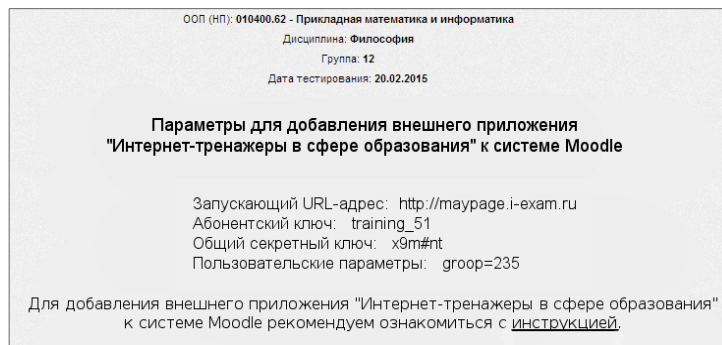 ООП (НП): 010400.62 - Прикладная математика и информатика
Дисциплина: Философия
Группа: 12
Дата тестирования: 20.02.2015
Параметры для добавления внешнего приложения
"Интернет-тренажеры в сфере образования" к системе Moodle
Запускающий URL-адрес: http://maypage.i-exam.ru
Абонентский ключ: training_51
Общий секретный ключ: x9m#nt
Пользовательские параметры: groop=235
Для добавления внешнего приложения "Интернет-тренажеры в сфере образования"
к системе Moodle рекомендуем ознакомиться с инструкцией.